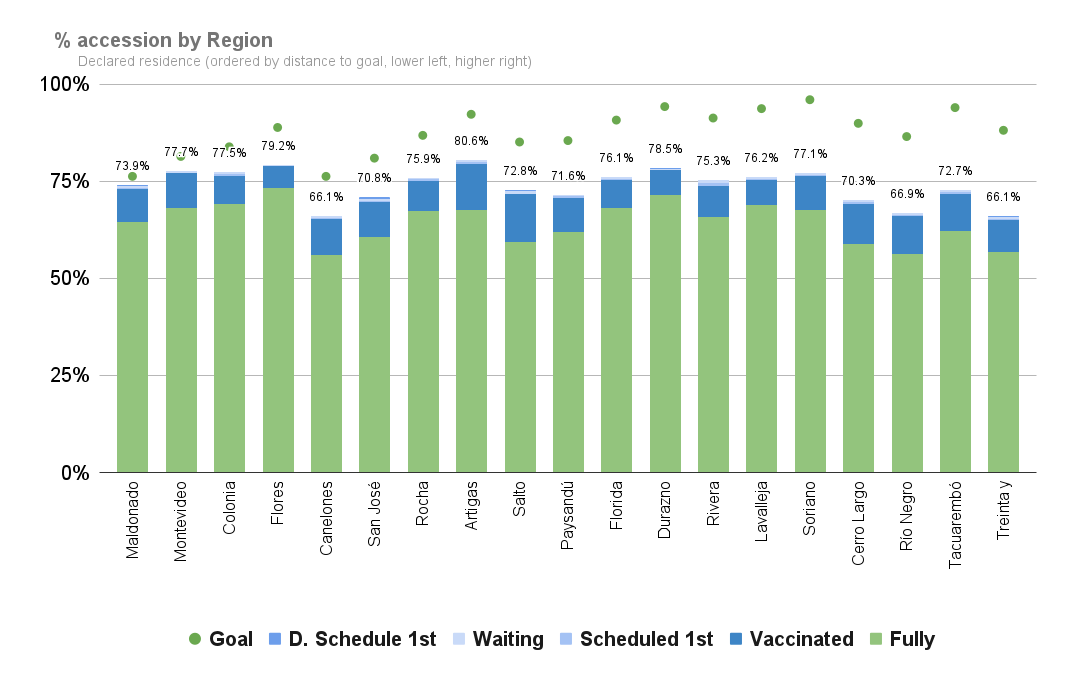 % accession by Region
Declared residence (ordered by distance to goal, lower left, higher right)
100%
75%
50%
25%
0%
73.9%
77.7%
77.5%
79.2%
66.1%
70.8%
75.9%
80.6%
72.8%
71.6%
76.1%
78.5%
75.3%
76.2%
77.1%
70.3%
66.9%
72.7%
66.1%
Maldonado
Montevideo
Colonia
Flores
Canelones
San José
Rocha
Artigas
Salto
Paysandú
Florida
Durazno
Rivera
Lavalleja
Soriano
Cerro Largo
Río Negro
Tacuarembó
Treinta y
Goal
D. Schedule 1st
Waiting
Scheduled 1st
Vaccinated
Fully